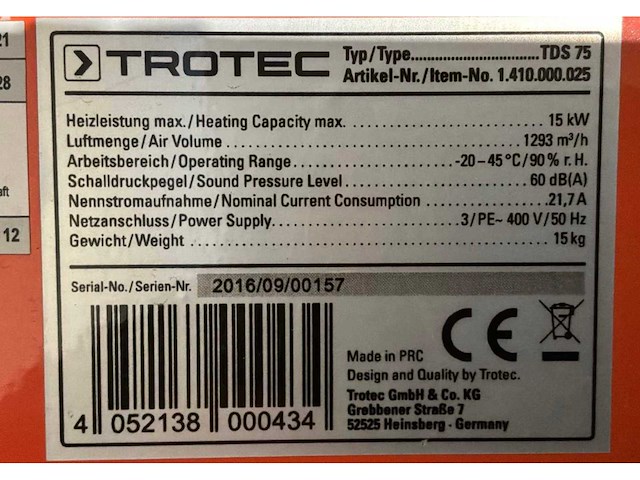 21
28
aft
12
TROTEC
Typ/Type..............................TDS 75
Artikel-Nr./Item-No. 1.410.000.025
Heizleistung max./Heating Capacity max. ........................ 15 kW
Luftmenge/Air Volume ........................................ 1293 m³/h
Arbeitsbereich/Operating Range........................-20–45°C/90% r. H.
Schalldruckpegel/Sound Pressure Level........................... 60 dB(A)
Nennstromaufnahme/Nominal Current Consumption ................21,7 A
Netzanschluss/Power Supply............................3/PE~ 400 V/50 Hz
Gewicht/Weight .................................................15 kg
Serial-No./Serien-Nr. 2016/09/00157
CE
Made in PRC
Design and Quality by Trotec.
Trotec GmbH & Co. KG
Grebbener Straße 7
52525 Heinsberg - Germany
4 052138 000434